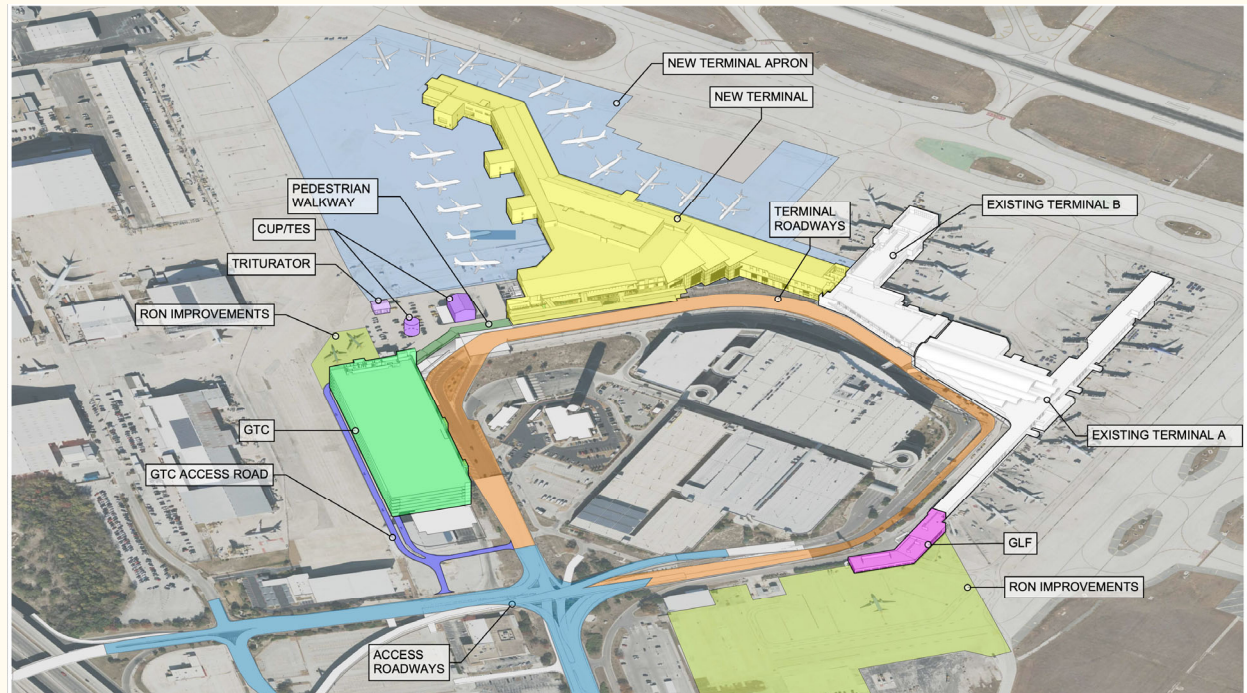 NEW TERMINAL APRON
NEW TERMINAL
PEDESTRIAN
WALKWAY
TERMINAL
ROADWAYS
EXISTING TERMINAL B
CUP/TES
TRITURATOR
RON IMPROVEMENTS
GTC
EXISTING TERMINAL A
GTC ACCESS ROAD
GLF
RON IMPROVEMENTS
ACCESS
ROADWAYS